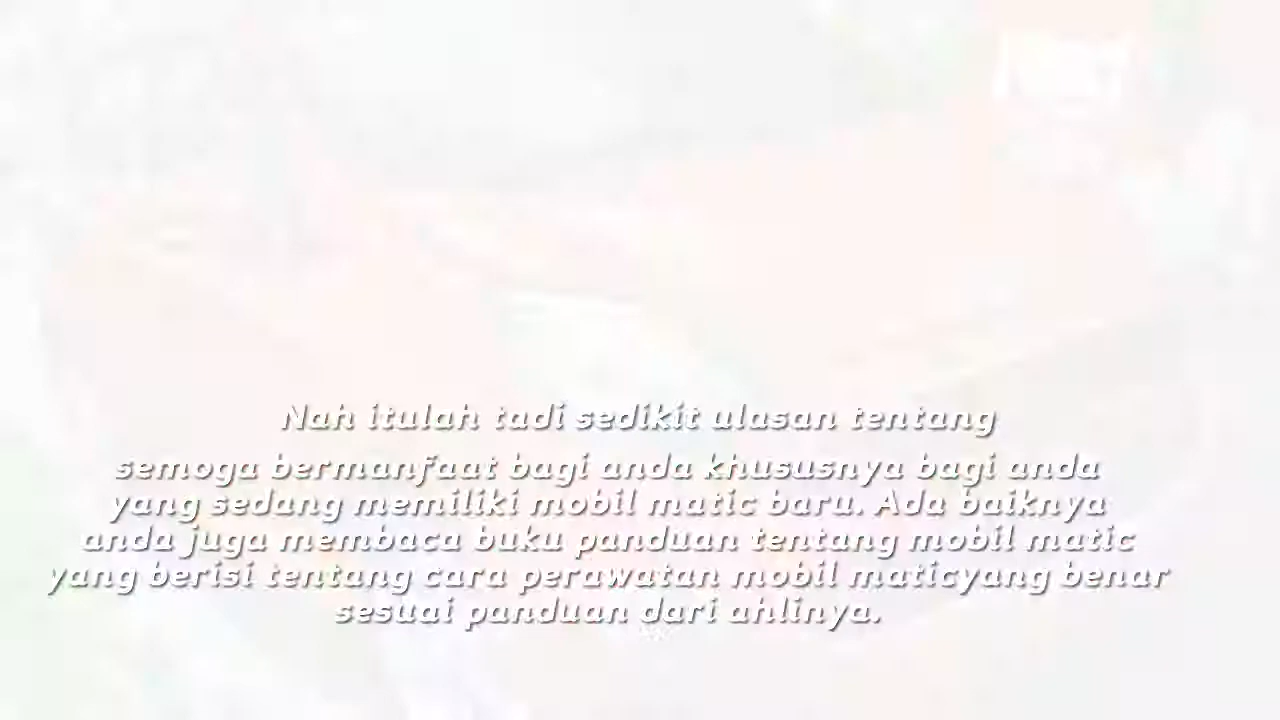 Nah itulah tadi sedikit ulasan tentang
semoga bermanfaat bagi anda khususnya bagi anda
yang sedang memiliki mobil matic baru. Ada baiknya
anda juga membaca buku panduan tentang mobil matic
yang berisi tentang cara perawatan mobil maticyang benar
sesuai panduan dari ahlinya.